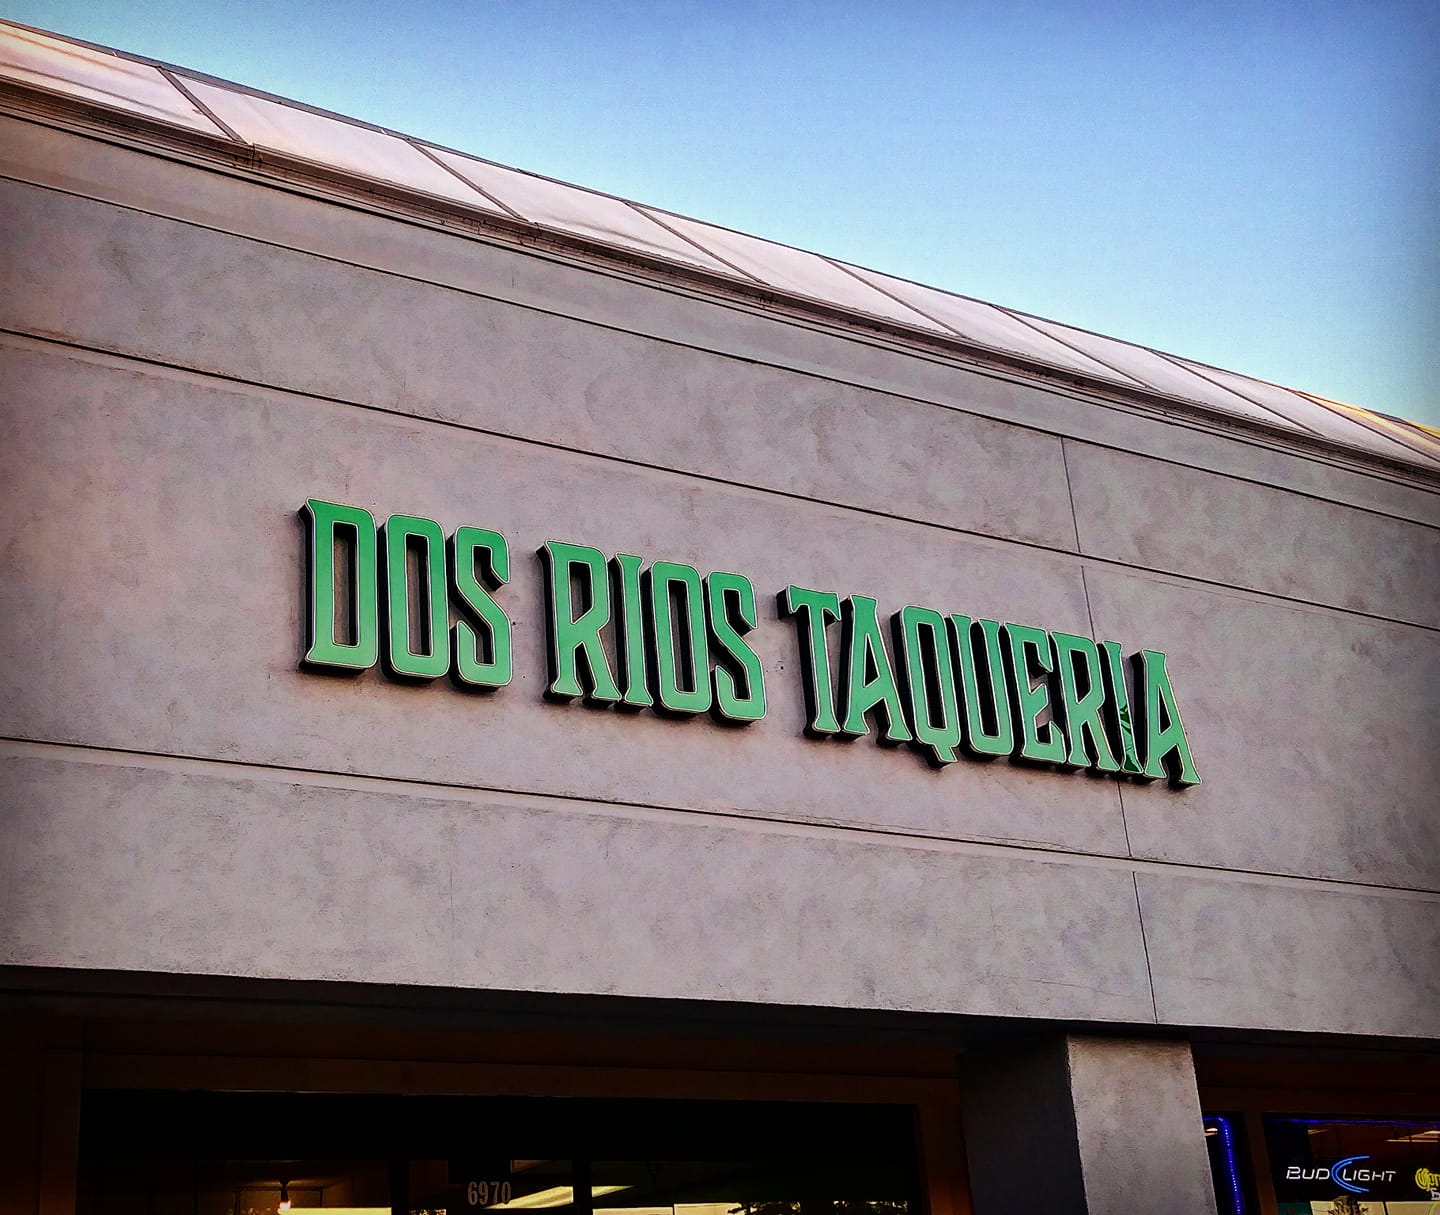 DOS RIOS TAQUERIA
6970
BUD LIGHT